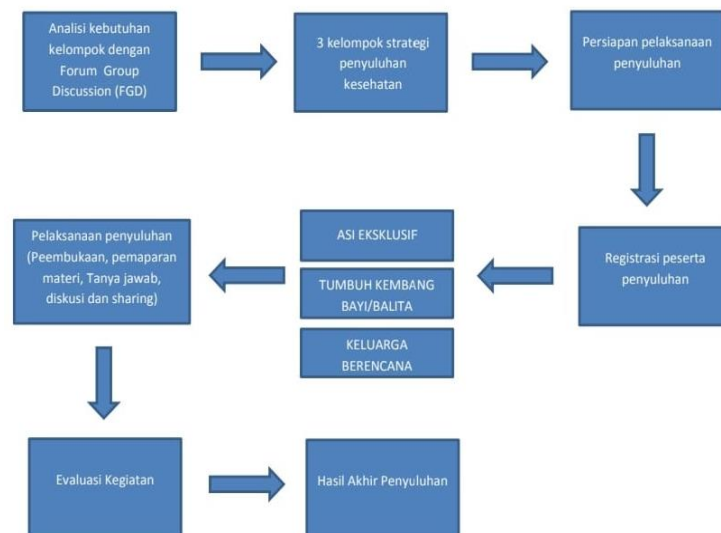 Analisi kebutuhan
kelompok dengan
Forum Group
Discussion (FGD)
3 kelompok strategi
penyuluhan
kesehatan
Persiapan pelaksanaan
penyuluhan
Registrasi peserta
penyuluhan
ASI EKSKLUSIF
TUMBUH KEMBANG
BAYI/BALITA
KELUARGA
BERENCANA
Pelaksanaan penyuluhan
(Peembukaan, pemaparan
materi, Tanya jawab,
diskusi dan sharing)
Evaluasi Kegiatan
Hasil Akhir Penyuluhan